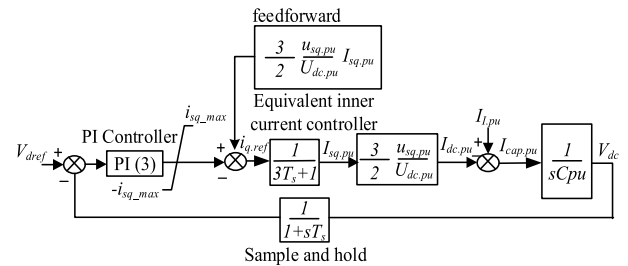 feedforward
3 u_sq.pu
2 U_dc.pu I_sq.pu
Equivalent inner
current controller
PI Controller
i_sq_max
V_dref + − PI (3) -i_sq_max
+ − i_q.ref
1
3T_s+1
I_sq.pu
3 u_sq.pu
2 U_dc.pu
I_dc.pu
I_l.pu
+ −
I_cap.pu
1
sCpu
V_dc
1
1+sT_s
Sample and hold